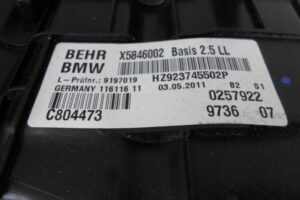 BEHR X5846002 Basis 2.5 LL
BMW
L-Prüfnr.: 9197019 HZ923745502P
GERMANY 116116 11 03.05.2011 B2 S1
0257922
C804473 9736 07